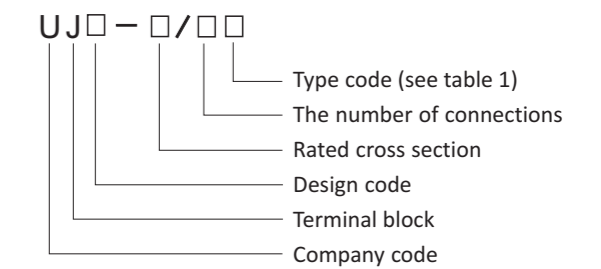 UJ□－□/□□
Type code (see table 1)
The number of connections
Rated cross section
Design code
Terminal block
Company code